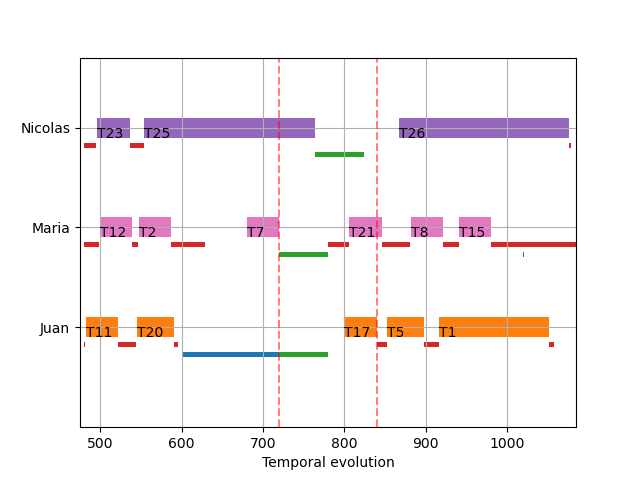 Nicolas
T23 T25 T26
Maria
T12 T2 T7 T21 T8 T15
Juan
T11 T20 T17 T5 T1
500 600 700 800 900 1000
Temporal evolution